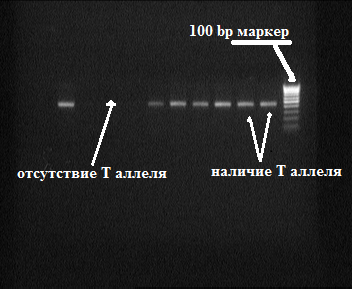 100 bp маркер
отсутствие Т аллеля
наличие Т аллеля